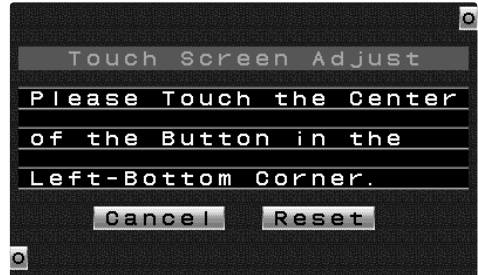 Touch Screen Adjust
Please Touch the Center
of the Button in the
Left-Bottom Corner.
Cancel Reset